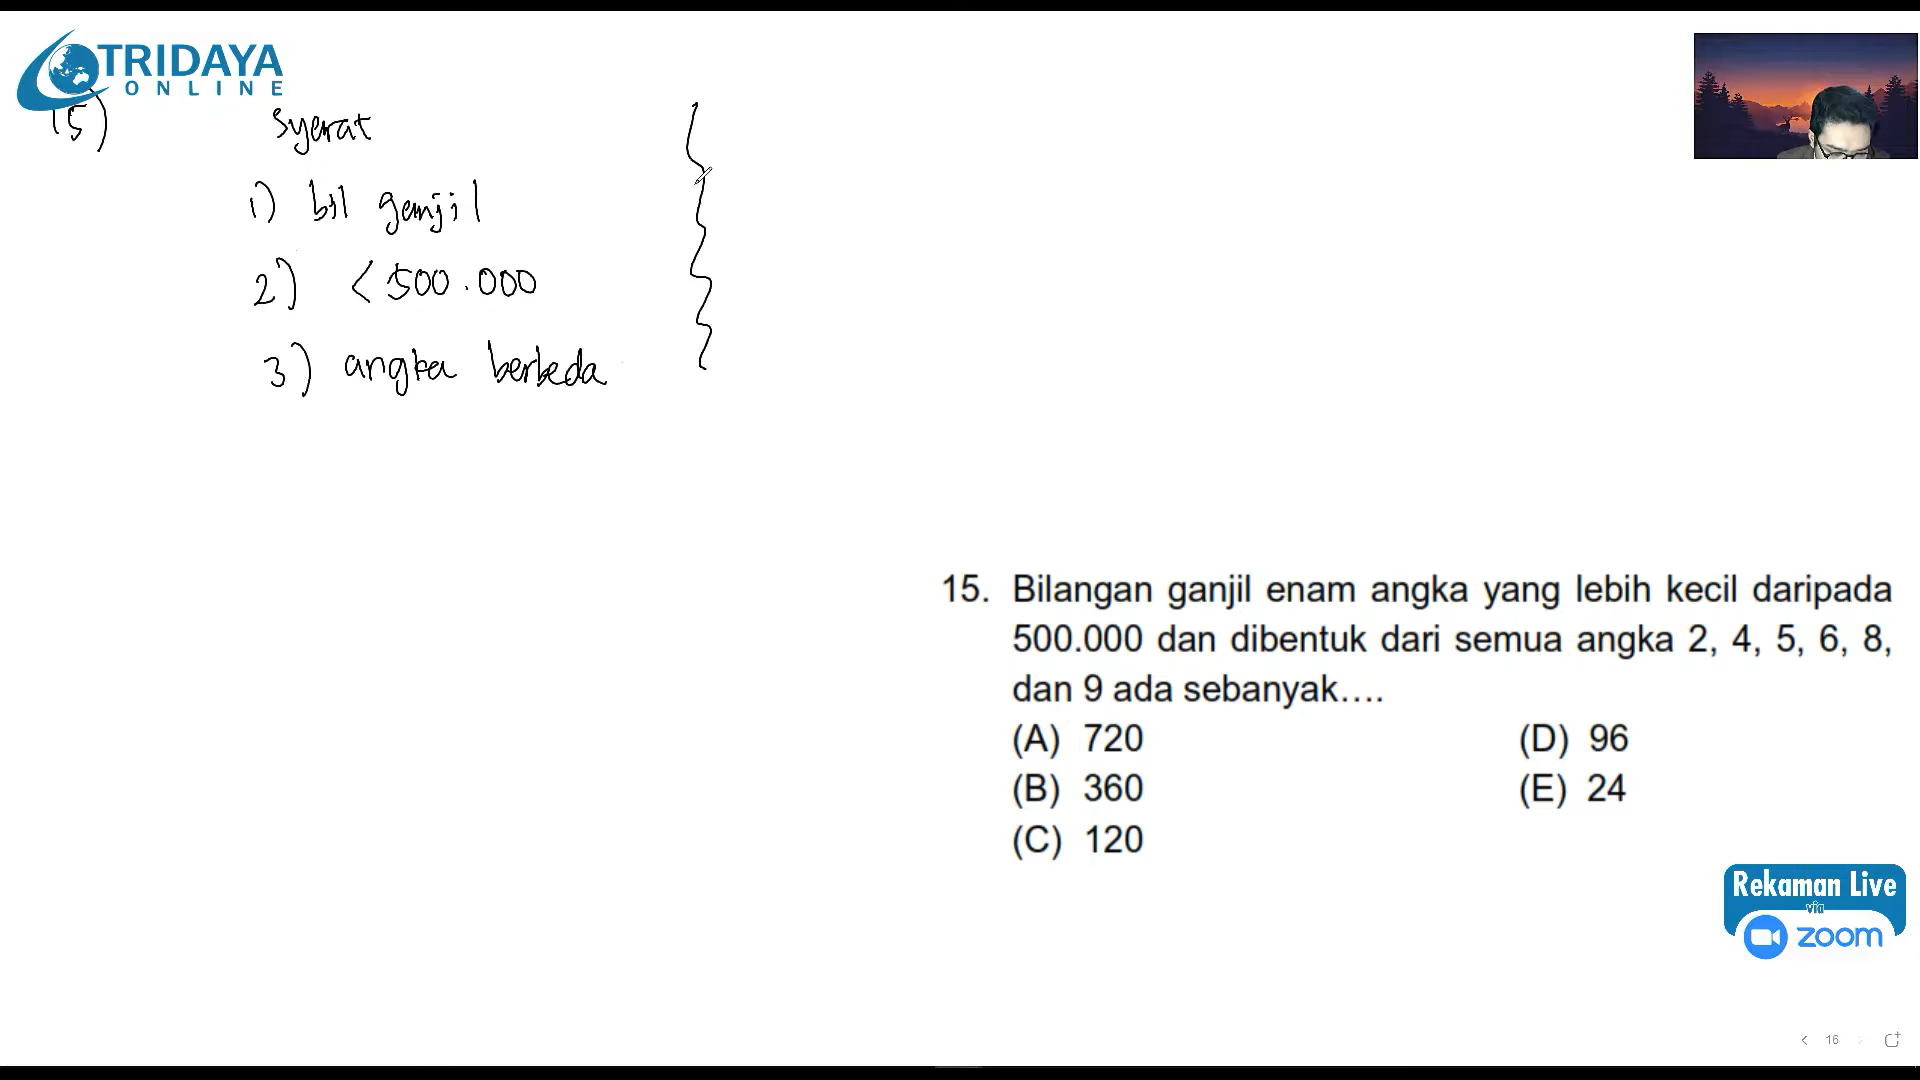 TRIDAYA
ONLINE
15)
Syarat
1) bil ganjil
2) < 500.000
3) angka berbeda
15. Bilangan ganjil enam angka yang lebih kecil daripada
500.000 dan dibentuk dari semua angka 2, 4, 5, 6, 8,
dan 9 ada sebanyak….
(A) 720 (D) 96
(B) 360 (E) 24
(C) 120
Rekaman Live
via
zoom
16